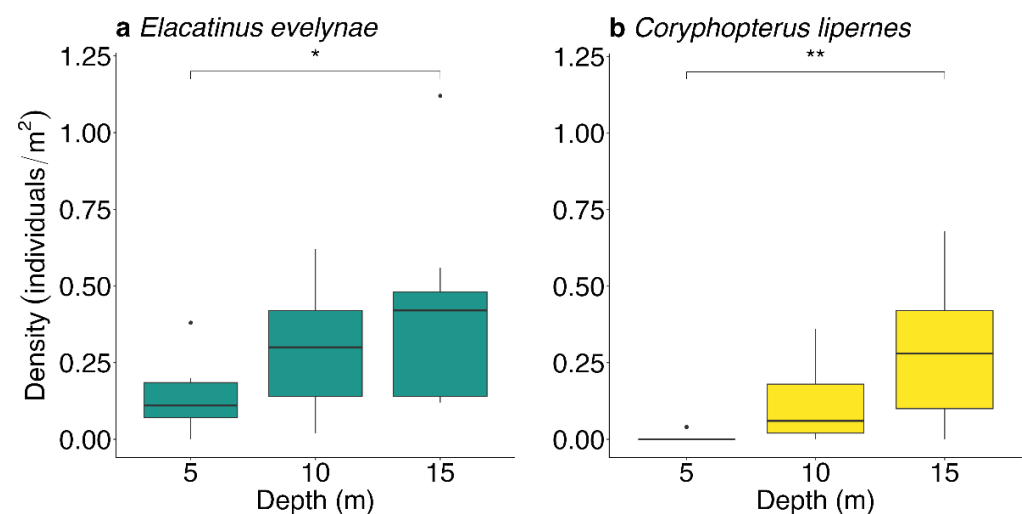 a Elacatinus evelynae
*
1.25
1.00
0.75
0.50
0.25
0.00
Density (individuals/m²)
5 10 15
Depth (m)
b Coryphopterus lipernes
**
1.25
1.00
0.75
0.50
0.25
0.00
5 10 15
Depth (m)